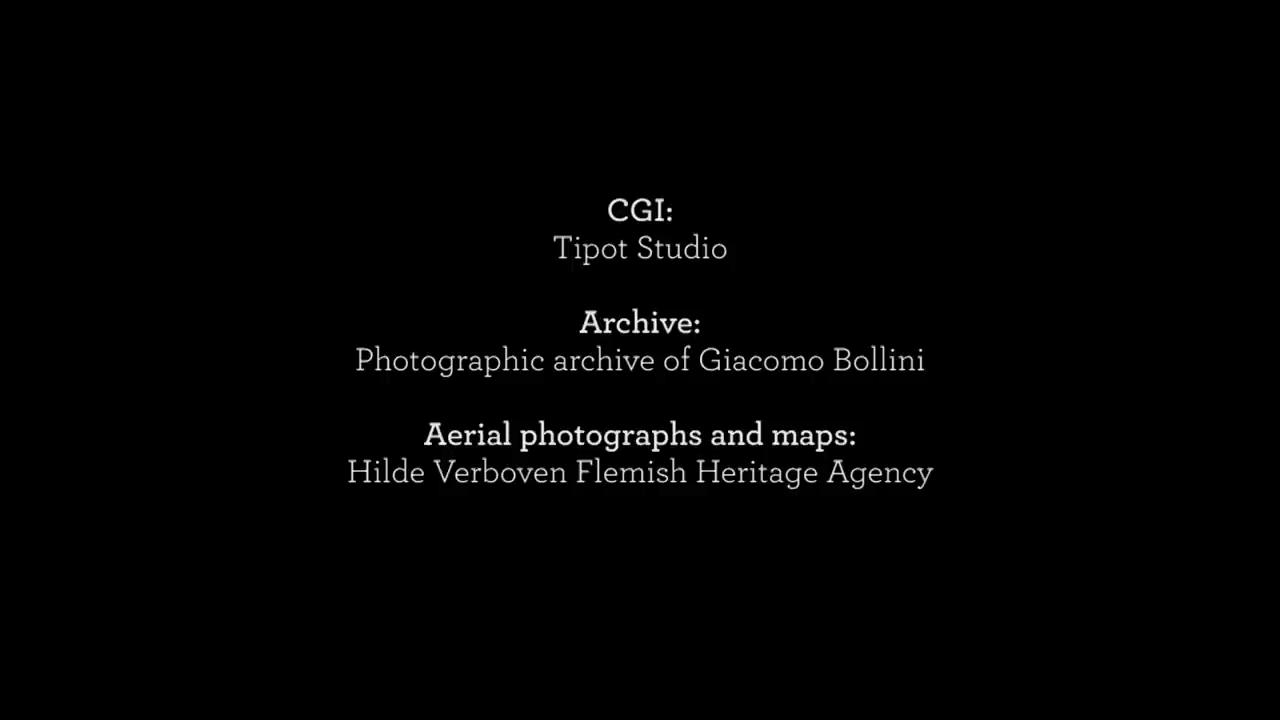 CGI:
Tipot Studio
Archive:
Photographic archive of Giacomo Bollini
Aerial photographs and maps:
Hilde Verboven Flemish Heritage Agency